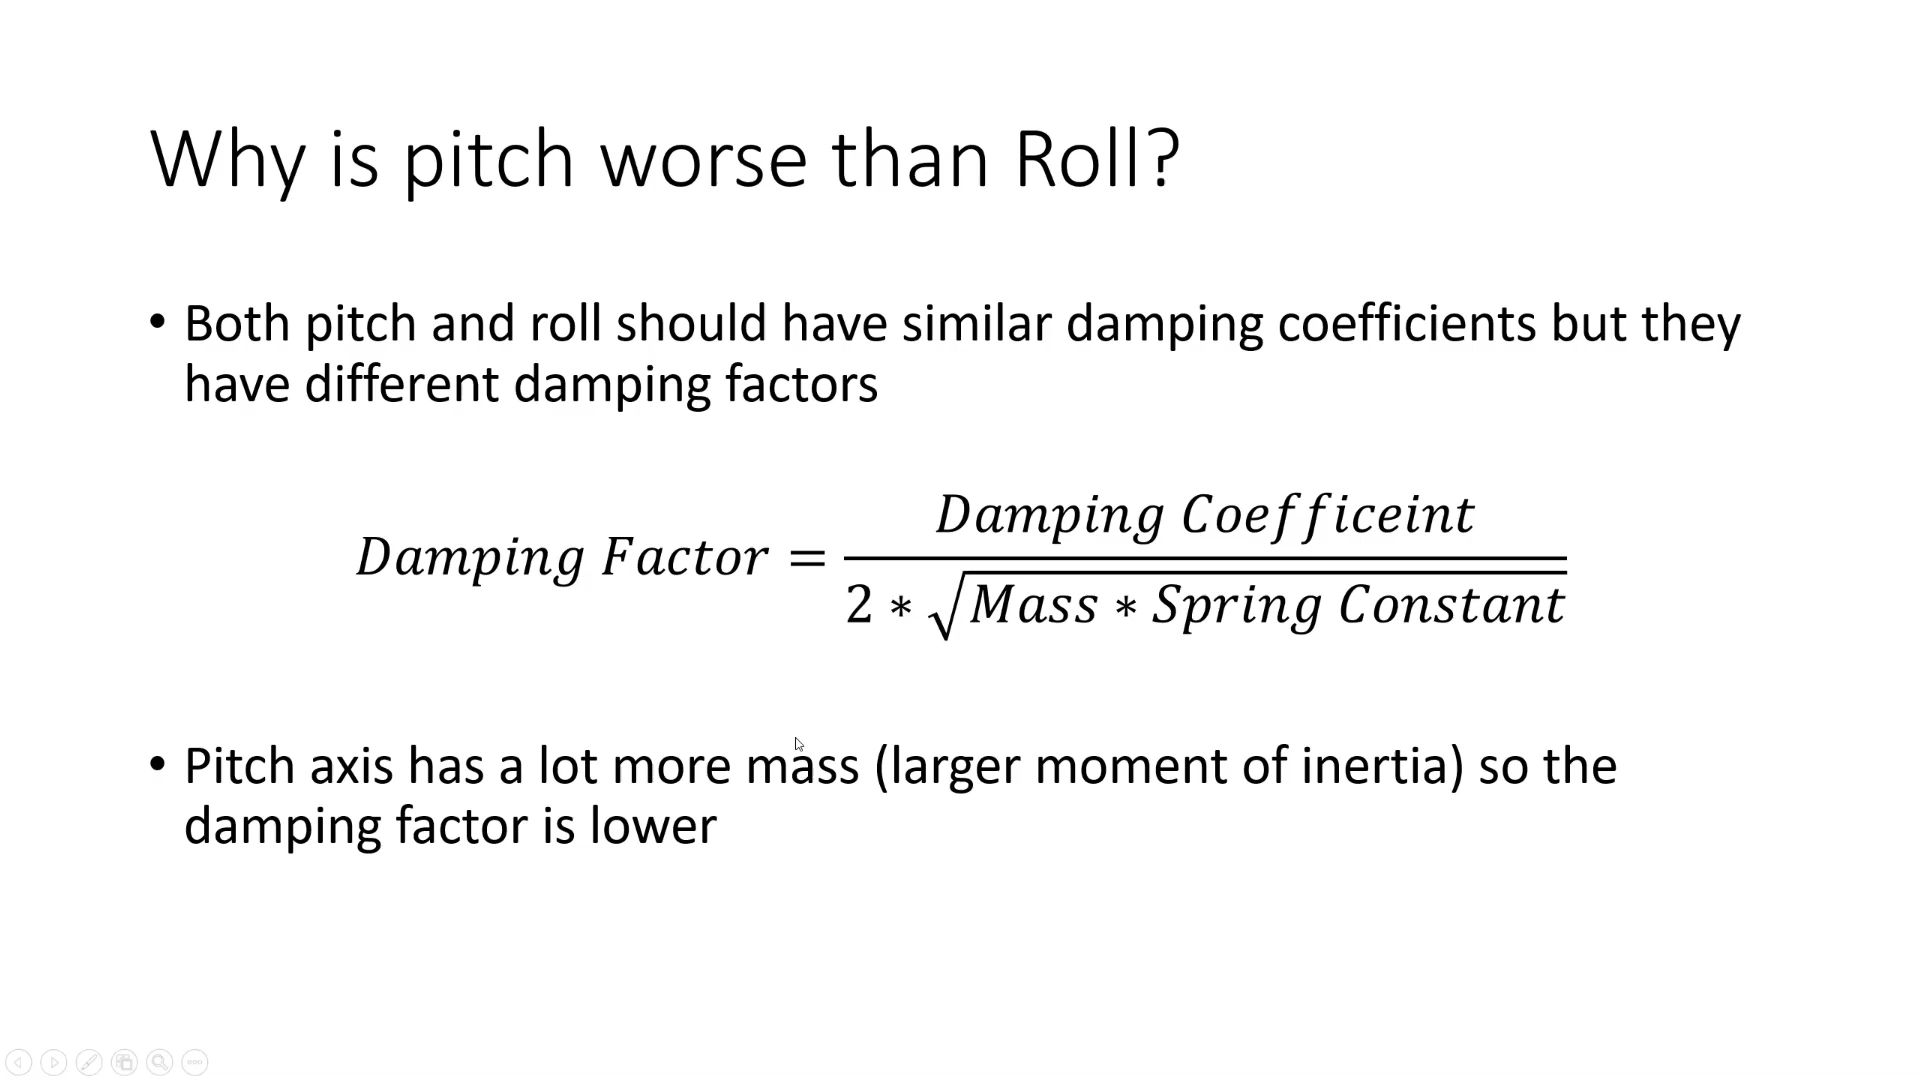 Why is pitch worse than Roll?
• Both pitch and roll should have similar damping coefficients but they
have different damping factors
Damping Factor = Damping Coefficeint / 2 * √Mass * Spring Constant
• Pitch axis has a lot more mass (larger moment of inertia) so the
damping factor is lower